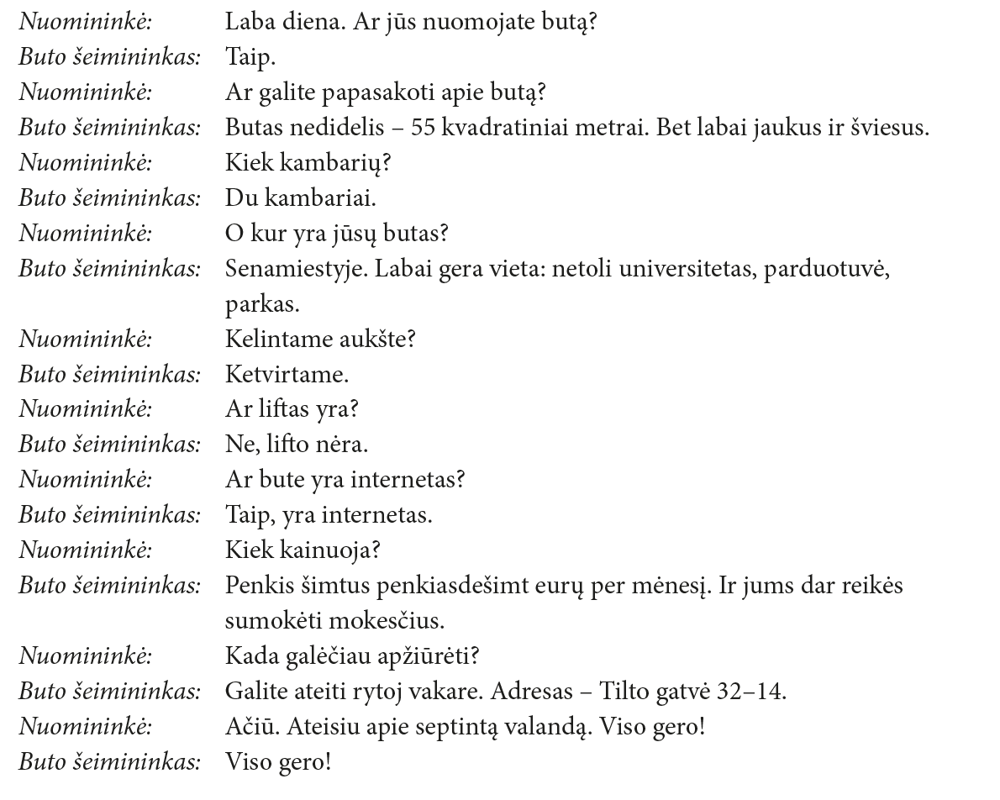 Nuomininkė: Laba diena. Ar jūs nuomojate butą?
Buto šeimininkas: Taip.
Nuomininkė: Ar galite papasakoti apie butą?
Buto šeimininkas: Butas nedidelis – 55 kvadratiniai metrai. Bet labai jaukus ir šviesus.
Nuomininkė: Kiek kambarių?
Buto šeimininkas: Du kambariai.
Nuomininkė: O kur yra jūsų butas?
Buto šeimininkas: Senamiestyje. Labai gera vieta: netoli universitetas, parduotuvė,
parkas.
Nuomininkė: Kelintame aukšte?
Buto šeimininkas: Ketvirtame.
Nuomininkė: Ar liftas yra?
Buto šeimininkas: Ne, lifto nėra.
Nuomininkė: Ar bute yra internetas?
Buto šeimininkas: Taip, yra internetas.
Nuomininkė: Kiek kainuoja?
Buto šeimininkas: Penkis šimtus penkiasdešimt eurų per mėnesį. Ir jums dar reikės
sumokėti mokesčius.
Nuomininkė: Kada galėčiau apžiūrėti?
Buto šeimininkas: Galite ateiti rytoj vakare. Adresas – Tilto gatvė 32–14.
Nuomininkė: Ačiū. Ateisiu apie septintą valandą. Viso gero!
Buto šeimininkas: Viso gero!